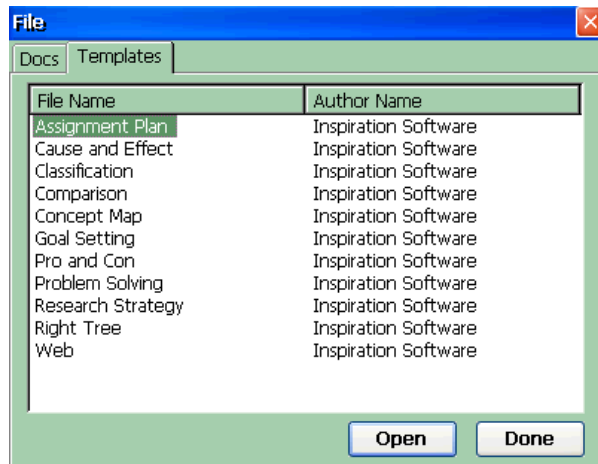 File
Docs Templates
File Name Author Name
Assignment Plan Inspiration Software
Cause and Effect Inspiration Software
Classification Inspiration Software
Comparison Inspiration Software
Concept Map Inspiration Software
Goal Setting Inspiration Software
Pro and Con Inspiration Software
Problem Solving Inspiration Software
Research Strategy Inspiration Software
Right Tree Inspiration Software
Web Inspiration Software
Open Done